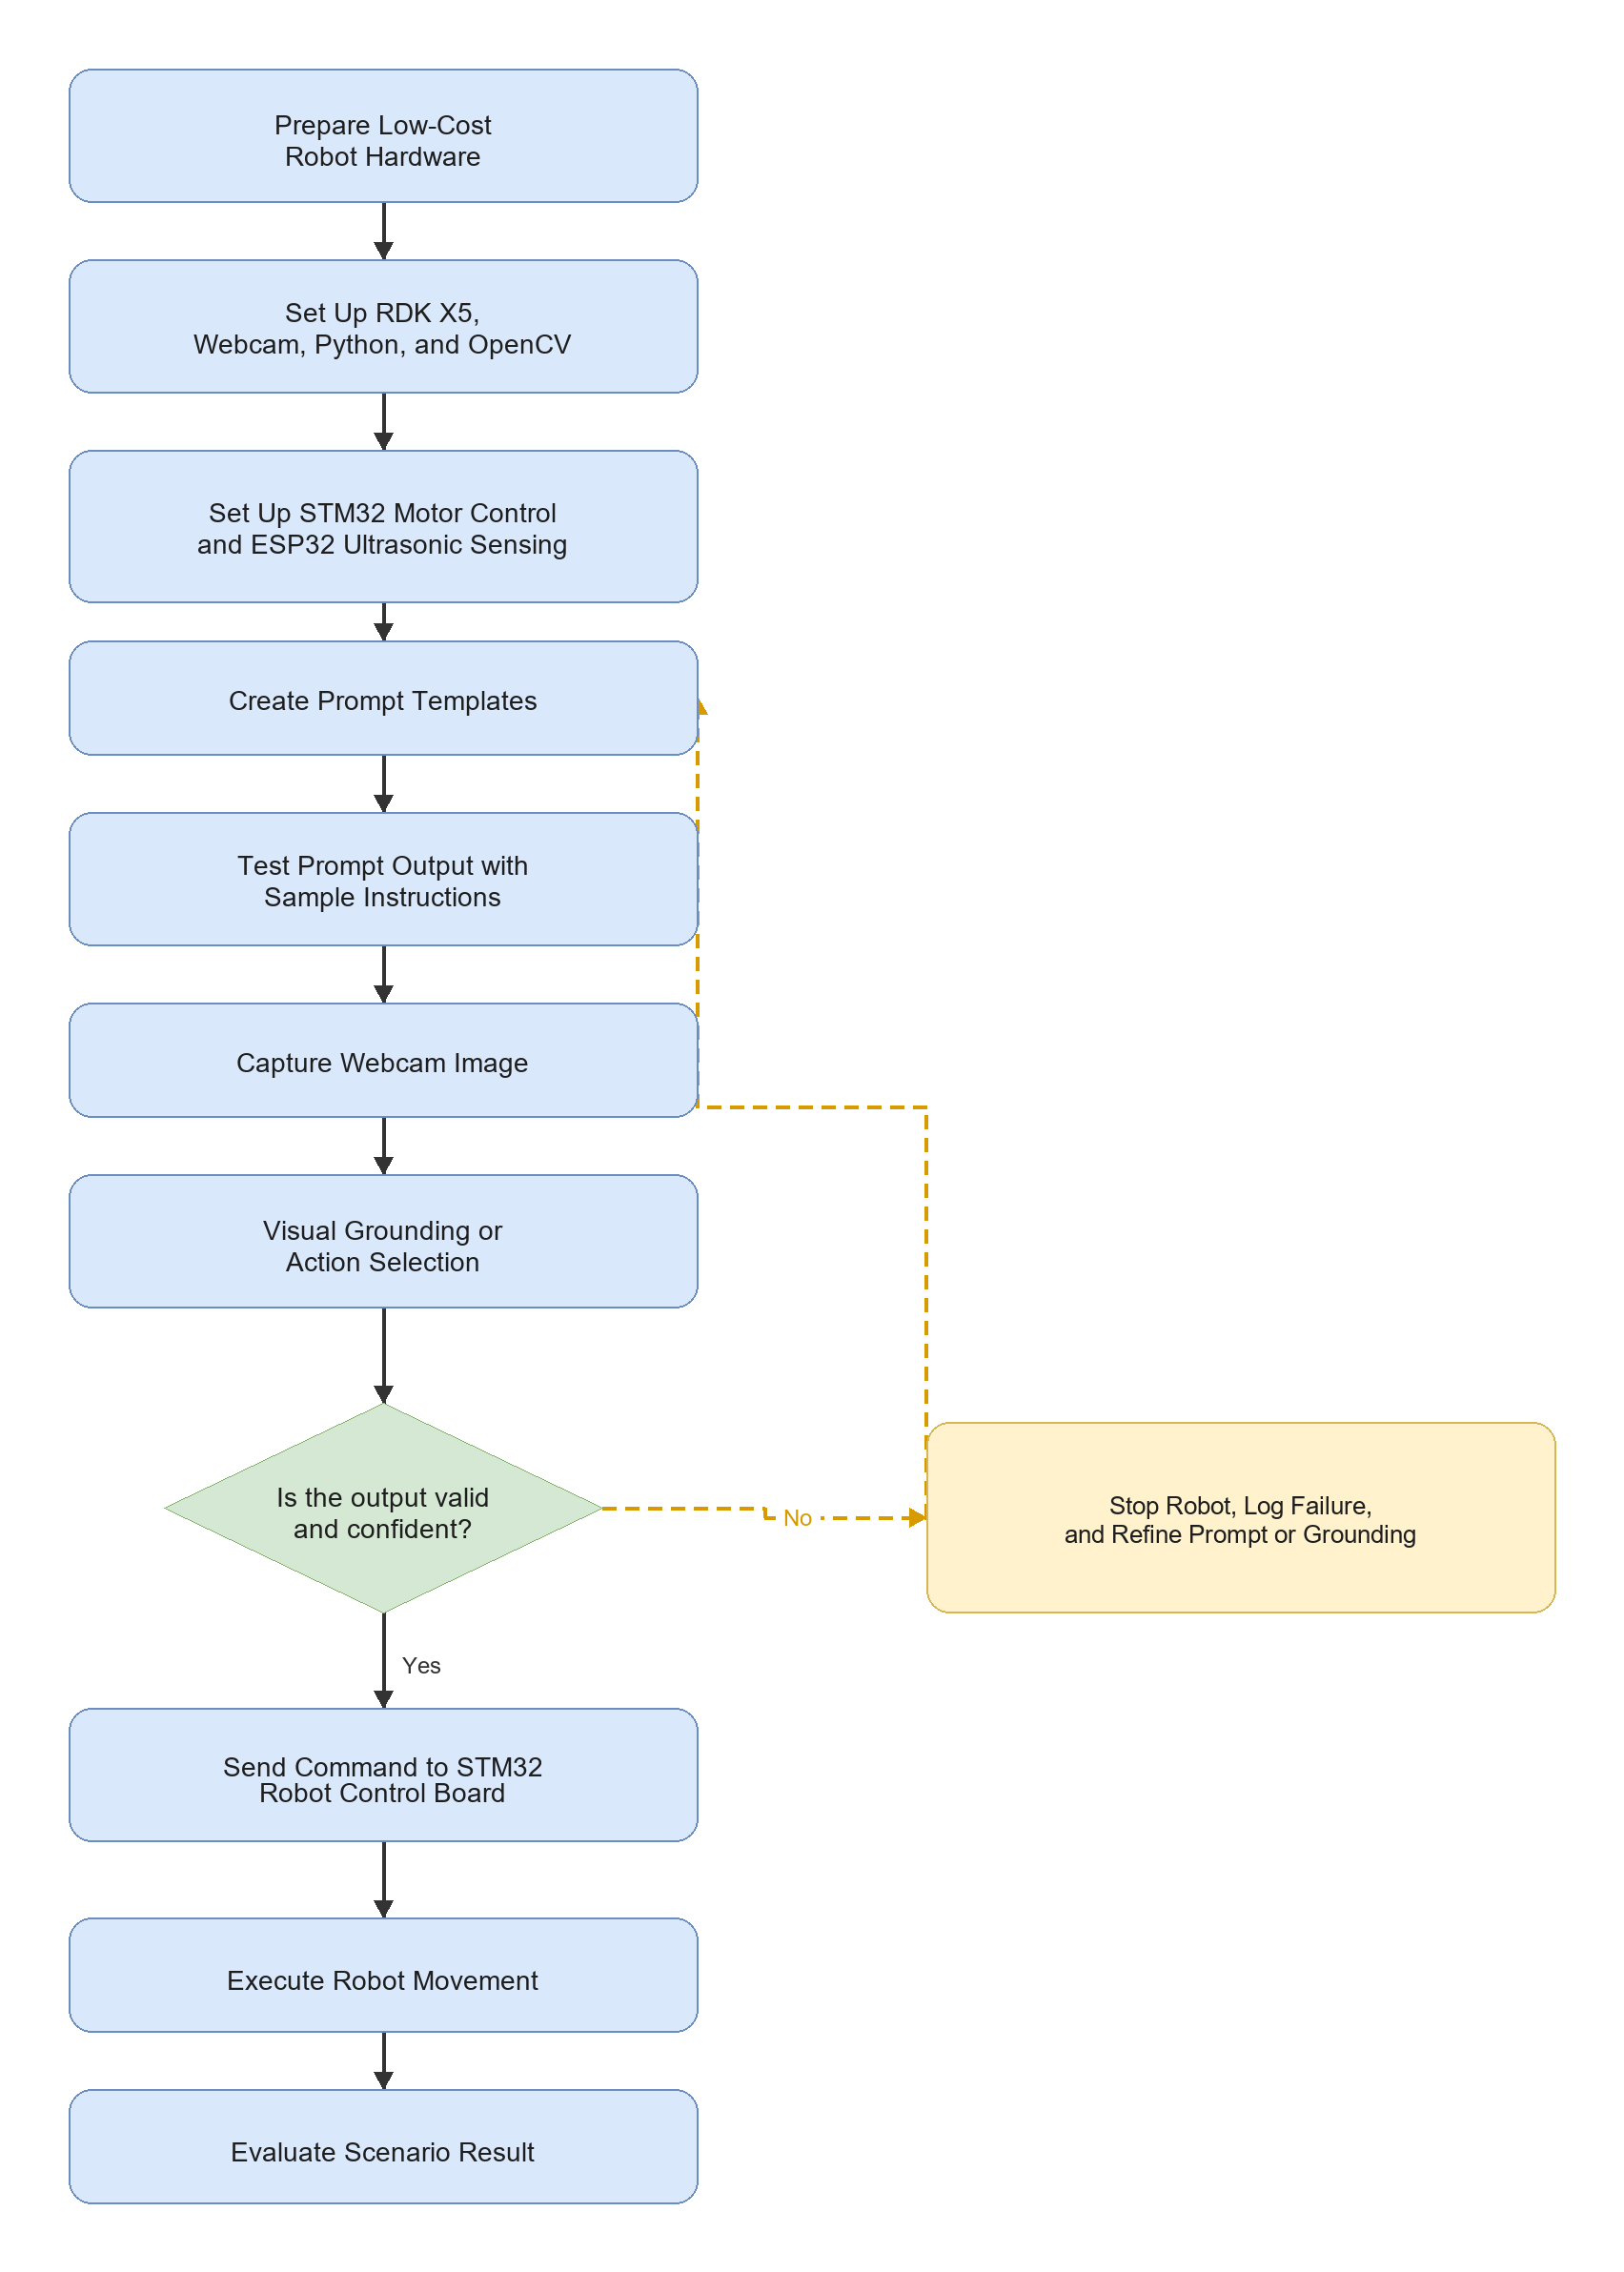 Prepare Low-Cost
Robot Hardware
Set Up RDK X5,
Webcam, Python, and OpenCV
Set Up STM32 Motor Control
and ESP32 Ultrasonic Sensing
Create Prompt Templates
Test Prompt Output with
Sample Instructions
Capture Webcam Image
Visual Grounding or
Action Selection
Is the output valid
and confident?
No
Stop Robot, Log Failure,
and Refine Prompt or Grounding
Yes
Send Command to STM32
Robot Control Board
Execute Robot Movement
Evaluate Scenario Result